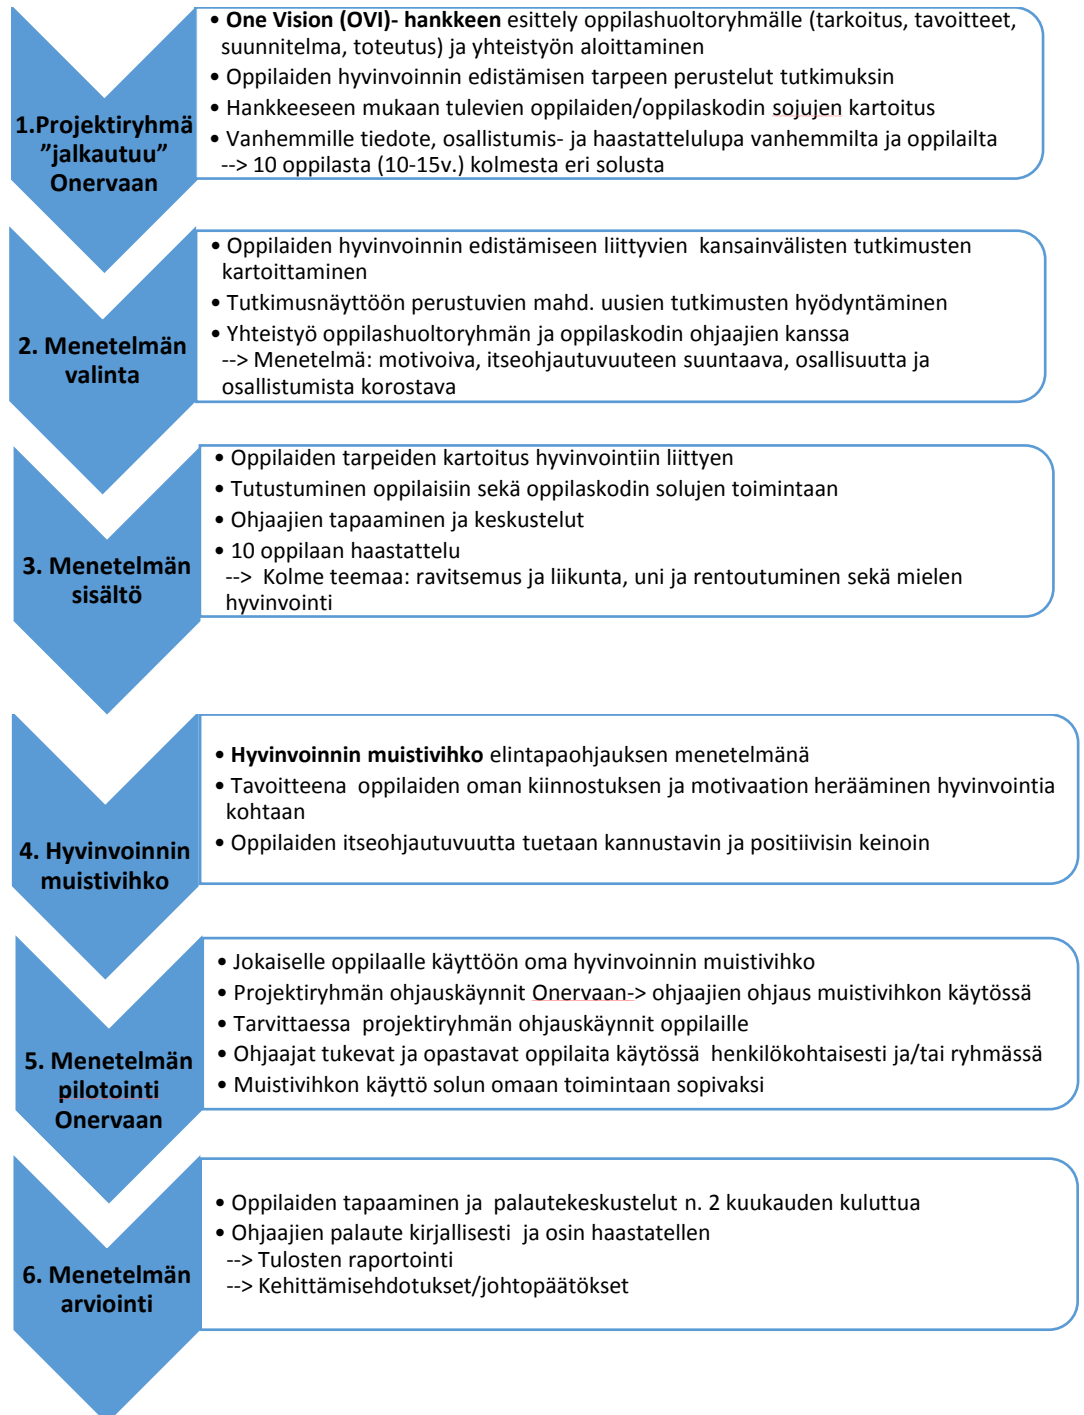 1.Projektiryhmä
”jalkautuu”
Onervaan
• One Vision (OVI)- hankkeen esittely oppilashuoltoryhmälle (tarkoitus, tavoitteet,
suunnitelma, toteutus) ja yhteistyön aloittaminen
• Oppilaiden hyvinvoinnin edistämisen tarpeen perustelut tutkimuksin
• Hankkeeseen mukaan tulevien oppilaiden/oppilaskodin sojujen kartoitus
• Vanhemmille tiedote, osallistumis- ja haastattelulupa vanhemmilta ja oppilailta
--> 10 oppilasta (10-15v.) kolmesta eri solusta
2. Menetelmän
valinta
• Oppilaiden hyvinvoinnin edistämiseen liittyvien kansainvälisten tutkimusten
kartoittaminen
• Tutkimusnäyttöön perustuvien mahd. uusien tutkimusten hyödyntäminen
• Yhteistyö oppilashuoltoryhmän ja oppilaskodin ohjaajien kanssa
--> Menetelmä: motivoiva, itseohjautuvuuteen suuntaava, osallisuutta ja
osallistumista korostava
3. Menetelmän
sisältö
• Oppilaiden tarpeiden kartoitus hyvinvointiin liittyen
• Tutustuminen oppilaisiin sekä oppilaskodin solujen toimintaan
• Ohjaajien tapaaminen ja keskustelut
• 10 oppilaan haastattelu
--> Kolme teemaa: ravitsemus ja liikunta, uni ja rentoutuminen sekä mielen
hyvinvointi
4. Hyvinvoinnin
muistivihko
• Hyvinvoinnin muistivihko elintapaohjauksen menetelmänä
• Tavoitteena oppilaiden oman kiinnostuksen ja motivaation herääminen hyvinvointia
kohtaan
• Oppilaiden itseohjautuvuutta tuetaan kannustavin ja positiivisin keinoin
5. Menetelmän
pilotointi
Onervaan
• Jokaiselle oppilaalle käyttöön oma hyvinvoinnin muistivihko
• Projektiryhmän ohjauskäynnit Onervaan-> ohjaajien ohjaus muistivihkon käytössä
• Tarvittaessa projektiryhmän ohjauskäynnit oppilaille
• Ohjaajat tukevat ja opastavat oppilaita käytössä henkilökohtaisesti ja/tai ryhmässä
• Muistivihkon käyttö solun omaan toimintaan sopivaksi
6. Menetelmän
arviointi
• Oppilaiden tapaaminen ja palautekeskustelut n. 2 kuukauden kuluttua
• Ohjaajien palaute kirjallisesti ja osin haastatellen
--> Tulosten raportointi
--> Kehittämisehdotukset/johtopäätökset